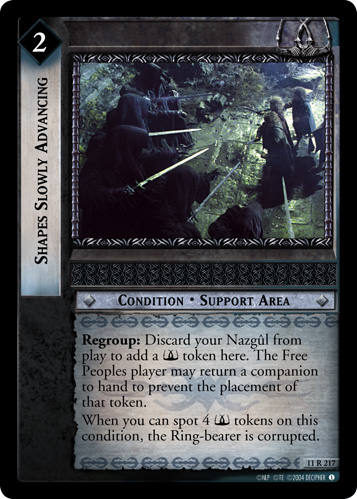 2
SHAPES SLOWLY ADVANCING
CONDITION • SUPPORT AREA
Regroup: Discard your Nazgûl from
play to add a token here. The Free
Peoples player may return a companion
to hand to prevent the placement of
that token.
When you can spot 4 tokens on this
condition, the Ring-bearer is corrupted.
11 R 217
©NLP ©TE ©2004 DECIPHER